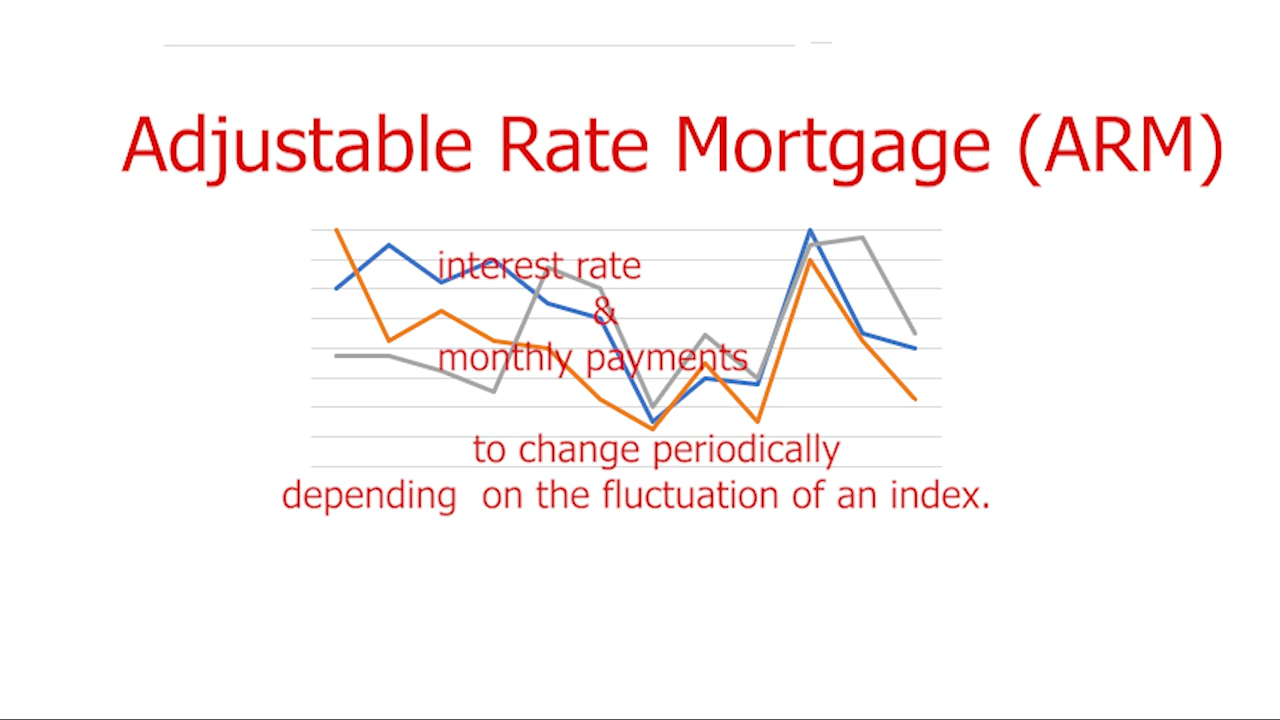 Adjustable Rate Mortgage (ARM)
interest rate
&
monthly payments
to change periodically
depending  on the fluctuation of an index.